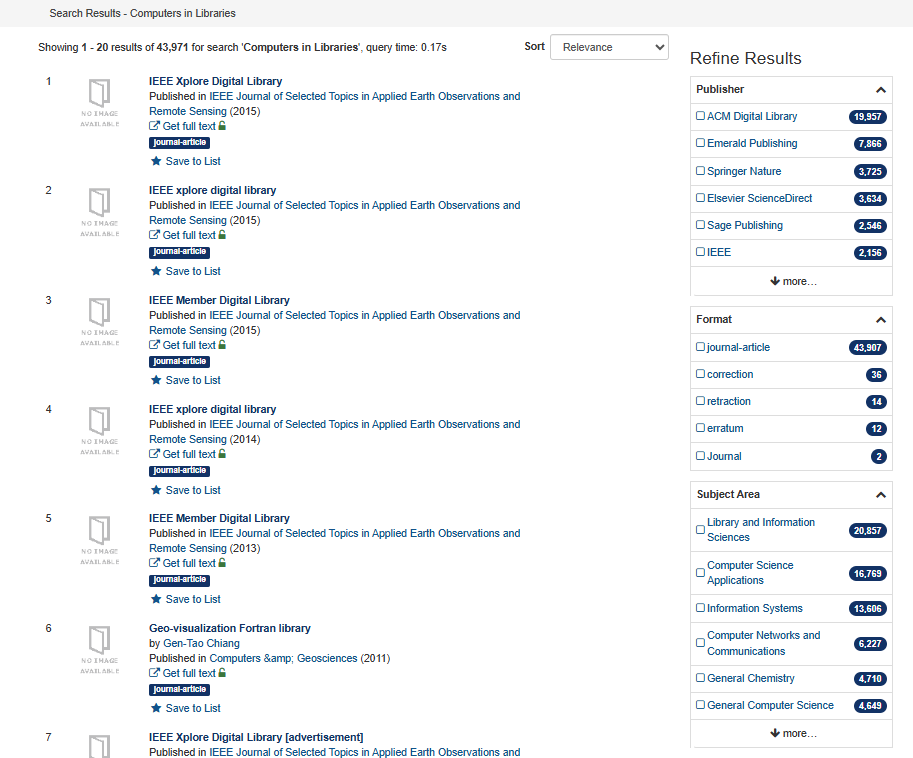 Search Results - Computers in Libraries
Showing 1 - 20 results of 43,971 for search 'Computers in Libraries', query time: 0.17s
Sort Relevance
1
NO IMAGE
AVAILABLE
IEEE Xplore Digital Library
Published in IEEE Journal of Selected Topics in Applied Earth Observations and
Remote Sensing (2015)
Get full text
journal-article
Save to List
2
NO IMAGE
AVAILABLE
IEEE xplore digital library
Published in IEEE Journal of Selected Topics in Applied Earth Observations and
Remote Sensing (2015)
Get full text
journal-article
Save to List
3
NO IMAGE
AVAILABLE
IEEE Member Digital Library
Published in IEEE Journal of Selected Topics in Applied Earth Observations and
Remote Sensing (2015)
Get full text
journal-article
Save to List
4
NO IMAGE
AVAILABLE
IEEE xplore digital library
Published in IEEE Journal of Selected Topics in Applied Earth Observations and
Remote Sensing (2014)
Get full text
journal-article
Save to List
5
NO IMAGE
AVAILABLE
IEEE Member Digital Library
Published in IEEE Journal of Selected Topics in Applied Earth Observations and
Remote Sensing (2013)
Get full text
journal-article
Save to List
6
NO IMAGE
AVAILABLE
Geo-visualization Fortran library
by Gen-Tao Chiang
Published in Computers &amp; Geosciences (2011)
Get full text
journal-article
Save to List
7
IEEE Xplore Digital Library [advertisement]
Published in IEEE Journal of Selected Topics in Applied Earth Observations and
Refine Results
Publisher
ACM Digital Library 19,957
Emerald Publishing 7,866
Springer Nature 3,725
Elsevier ScienceDirect 3,634
Sage Publishing 2,546
IEEE 2,156
more…
Format
journal-article 43,907
correction 36
retraction 14
erratum 12
Journal 2
Subject Area
Library and Information
Sciences 20,857
Computer Science
Applications 16,769
Information Systems 13,606
Computer Networks and
Communications 6,227
General Chemistry 4,710
General Computer Science 4,649
more…